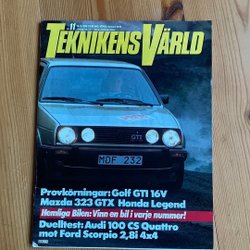 11
TEKNIKENS VÄRLD
GTI
MOF 232
Provkörningar: Golf GTI 16V
Mazda 323 GTX Honda Legend
Hemliga Bilen: Vinn en bil i varje nummer!
Duelltest: Audi 100 CS Quattro
mot Ford Scorpio 2,8i 4x4